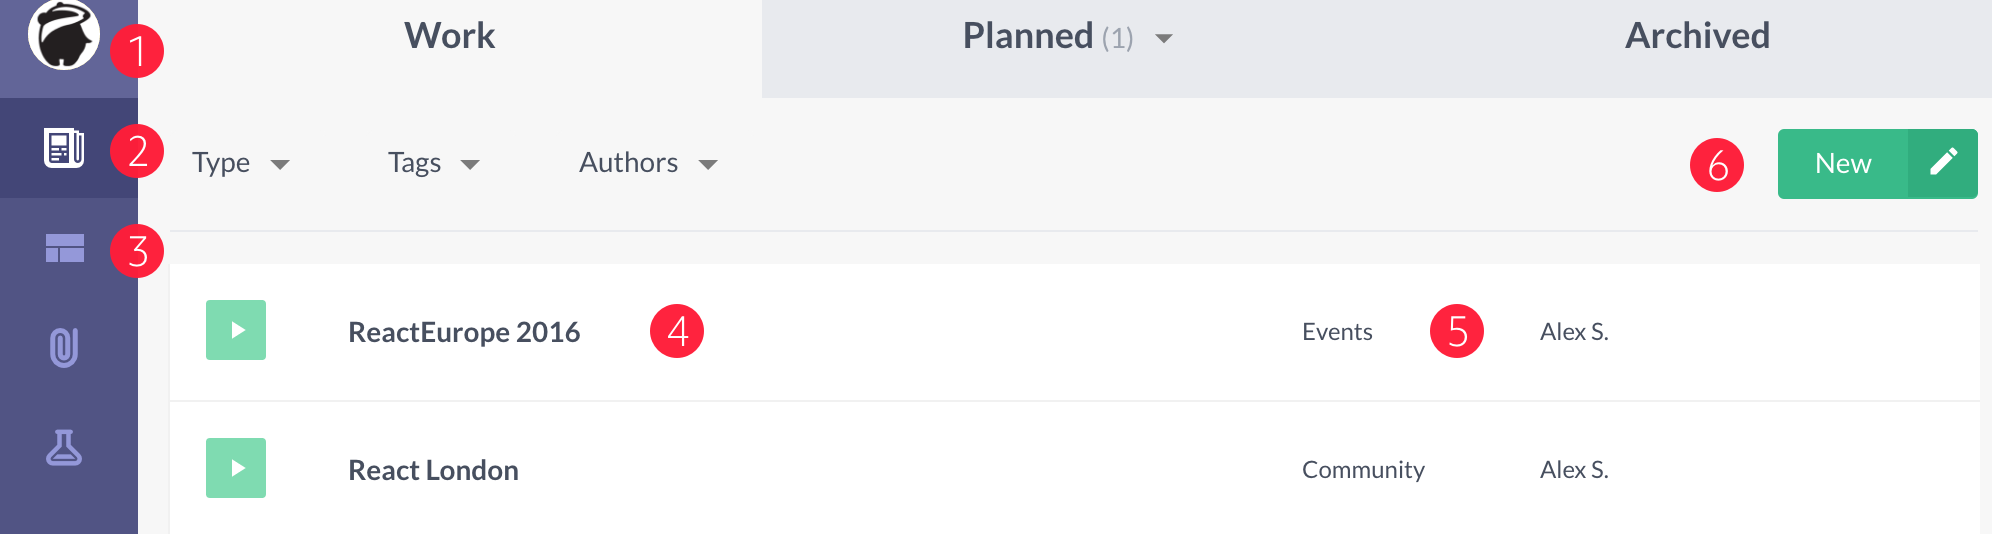 1
Work
Planned (1)
Archived
2
Type
Tags
Authors
6
New
3
ReactEurope 2016
4
Events
5
Alex S.
React London
Community
Alex S.